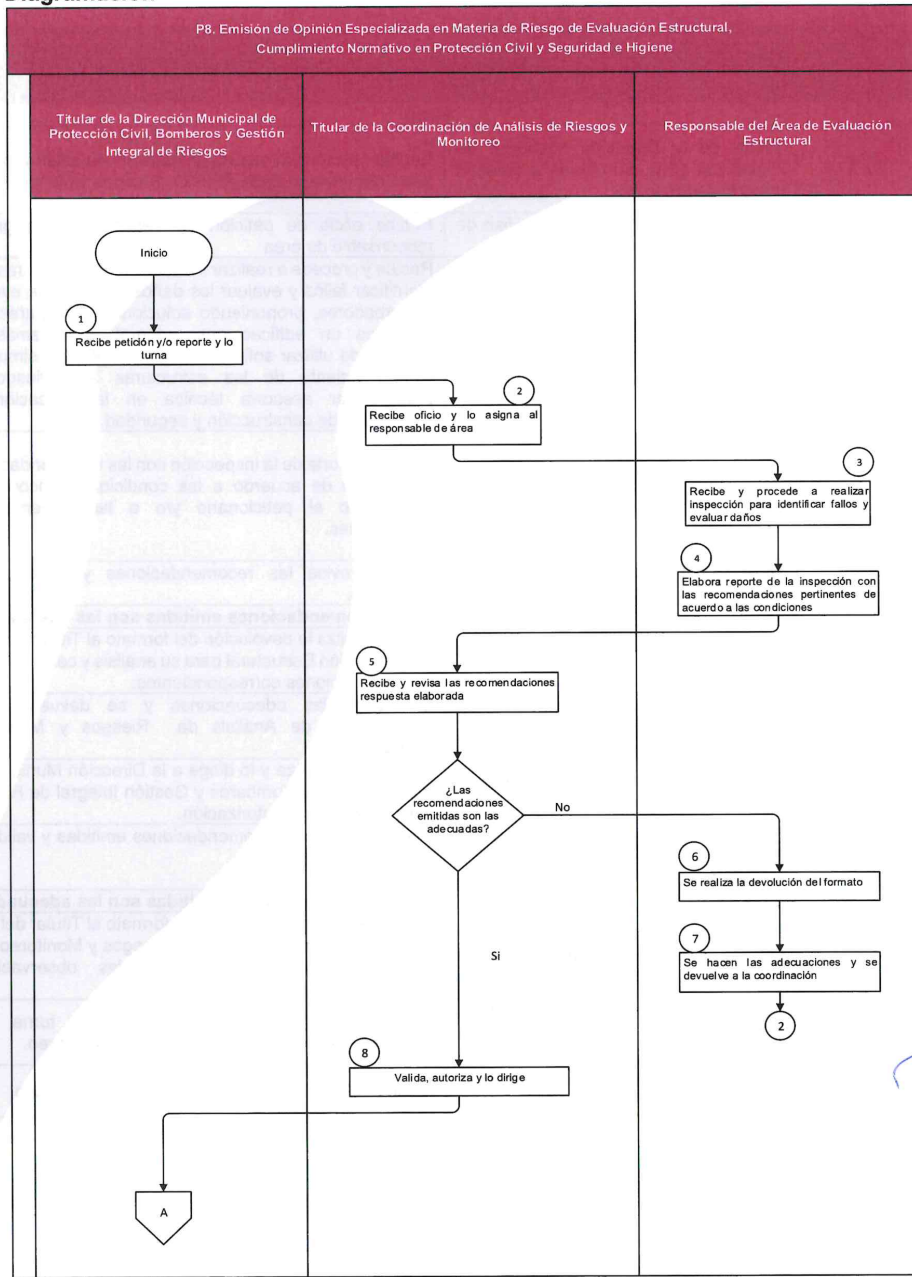 Diagramación
P8. Emisión de Opinión Especializada en Materia de Riesgo de Evaluación Estructural,
Cumplimiento Normativo en Protección Civil y Seguridad e Higiene
Titular de la Dirección Municipal de
Protección Civil, Bomberos y Gestión
Integral de Riesgos
Titular de la Coordinación de Análisis de Riesgos y
Monitoreo
Responsable del Área de Evaluación
Estructural
Inicio
1
Recibe petición y/o reporte y lo
turna
2
Recibe oficio y lo asigna al
responsable de área
3
Recibe y procede a realizar
inspección para identificar fallos y
evaluar daños
4
Elabora reporte de la inspección con
las recomendaciones pertinentes de
acuerdo a las condiciones
5
Recibe y revisa las recomendaciones
respuesta elaborada
¿Las
recomendaciones
emitidas son las
adecuadas?
No
6
Se realiza la devolución del formato
7
Se hacen las adecuaciones y se
devuelve a la coordinación
2
Si
8
Valida, autoriza y lo dirige
A